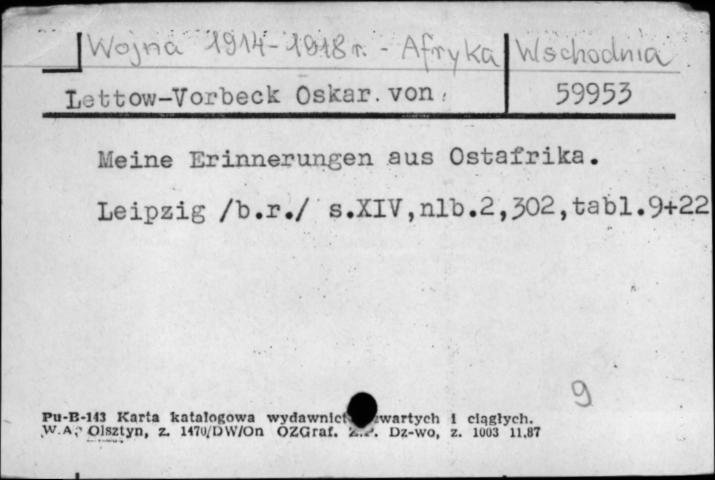 Wojna 1914-1918 r. - Afryka Wschodnia
Lettow-Vorbeck Oskar.von. 59953
Meine Erinnerungen aus Ostafrika.
Leipzig /b.r./ s.XIV,nlb.2,302,tabl.9+22
9
Pu-B-143 Karta katalogowa ciągłych.
W.A.P Olsztyn, z. 1470/DW/On OZGraf. Dz-wo, z. 1003 11.87